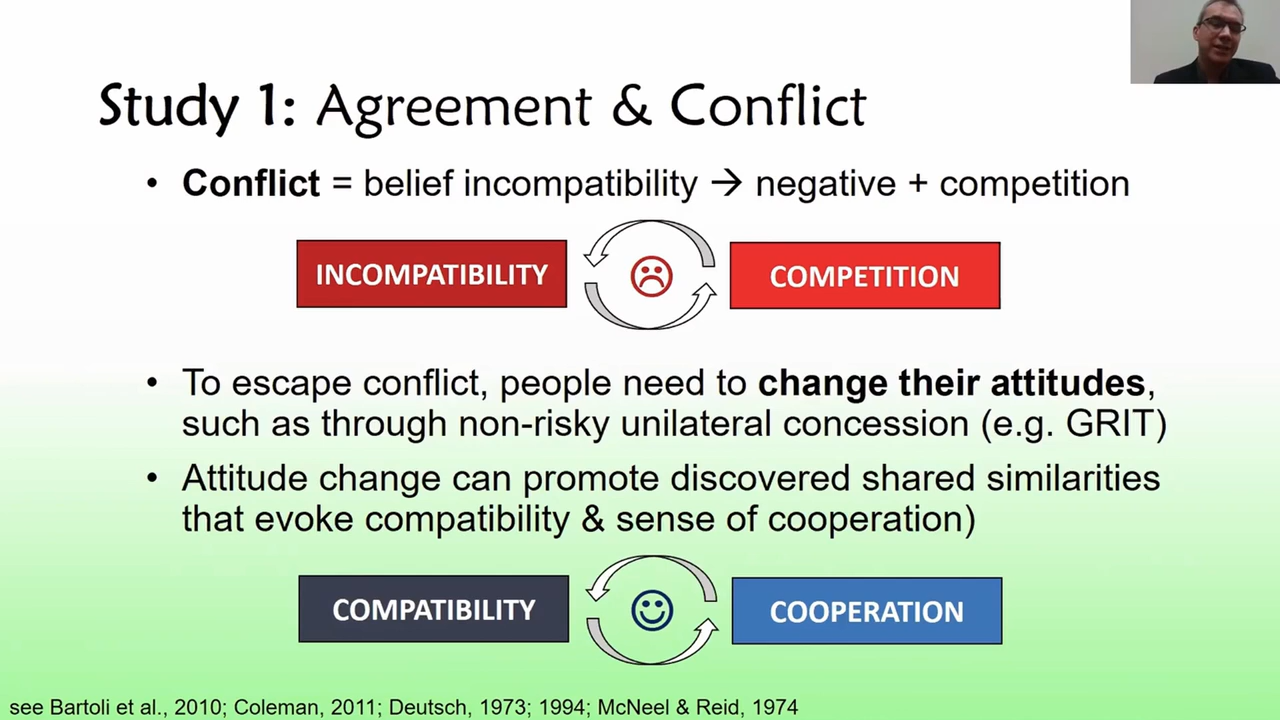 Study 1: Agreement & Conflict
• Conflict = belief incompatibility → negative + competition
INCOMPATIBILITY
COMPETITION
• To escape conflict, people need to change their attitudes,
such as through non-risky unilateral concession (e.g. GRIT)
• Attitude change can promote discovered shared similarities
that evoke compatibility & sense of cooperation)
COMPATIBILITY
COOPERATION
see Bartoli et al., 2010; Coleman, 2011; Deutsch, 1973; 1994; McNeel & Reid, 1974